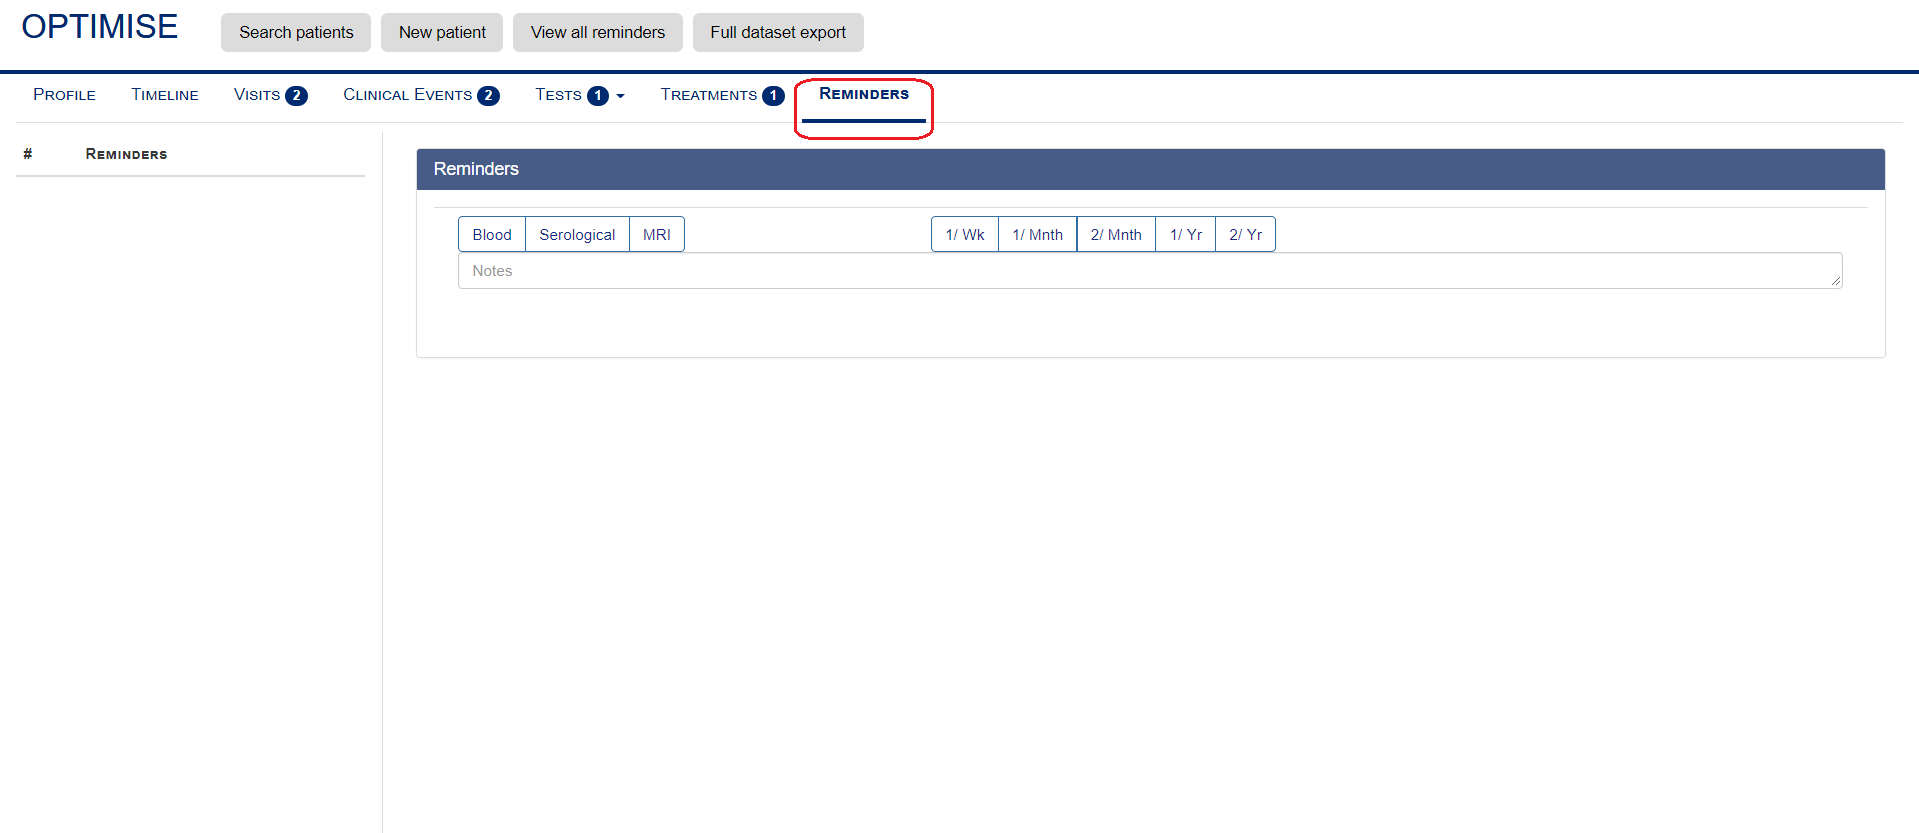 OPTIMISE
Search patients New patient View all reminders Full dataset export
Profile Timeline Visits 2 Clinical Events 2 Tests 1 Treatments 1 Reminders
# Reminders
Reminders
Blood Serological MRI 1/ Wk 1/ Mnth 2/ Mnth 1/ Yr 2/ Yr
Notes